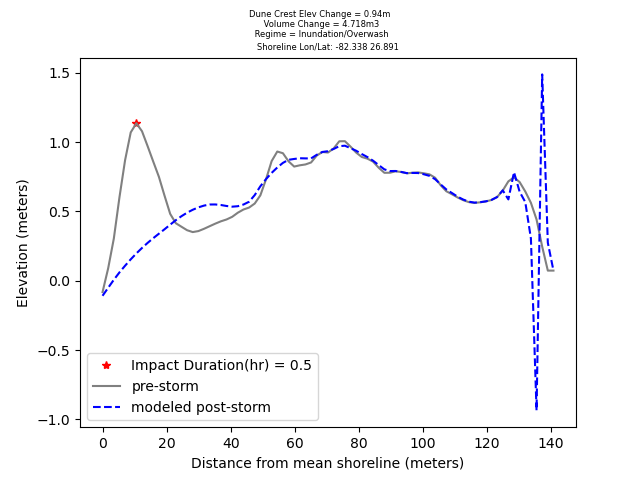 Dune Crest Elev Change = 0.94m
Volume Change = 4.718m3
Regime = Inundation/Overwash
Shoreline Lon/Lat: -82.338 26.891
1.5
1.0
0.5
0.0
−0.5
−1.0
Elevation (meters)
Impact Duration(hr) = 0.5
pre-storm
modeled post-storm
0 20 40 60 80 100 120 140
Distance from mean shoreline (meters)